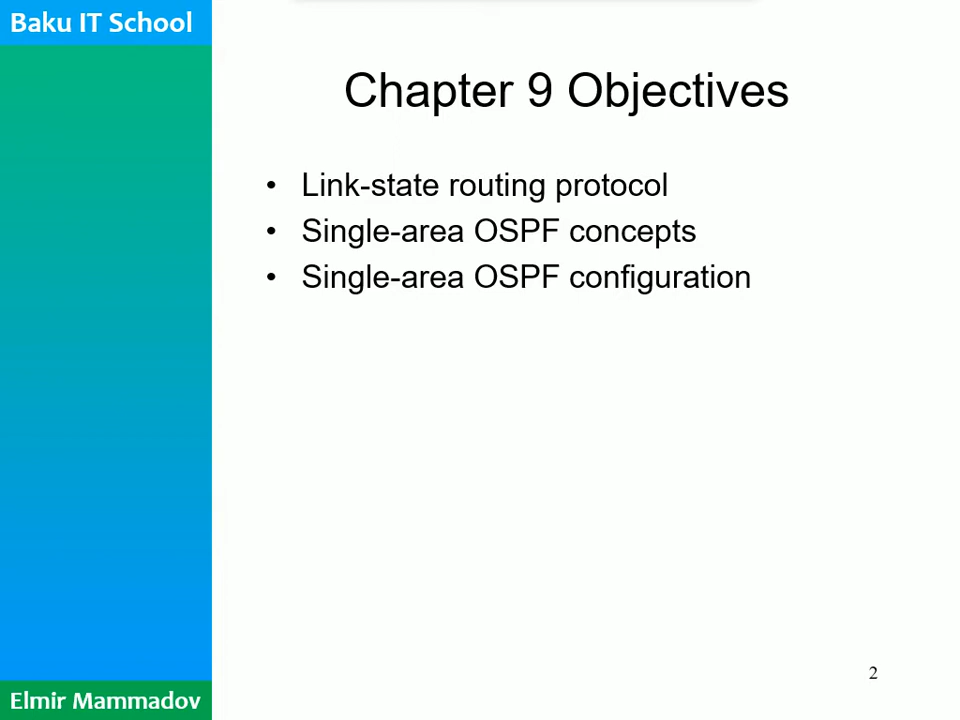 Baku IT School
Chapter 9 Objectives
• Link-state routing protocol
• Single-area OSPF concepts
• Single-area OSPF configuration
2
Elmir Mammadov